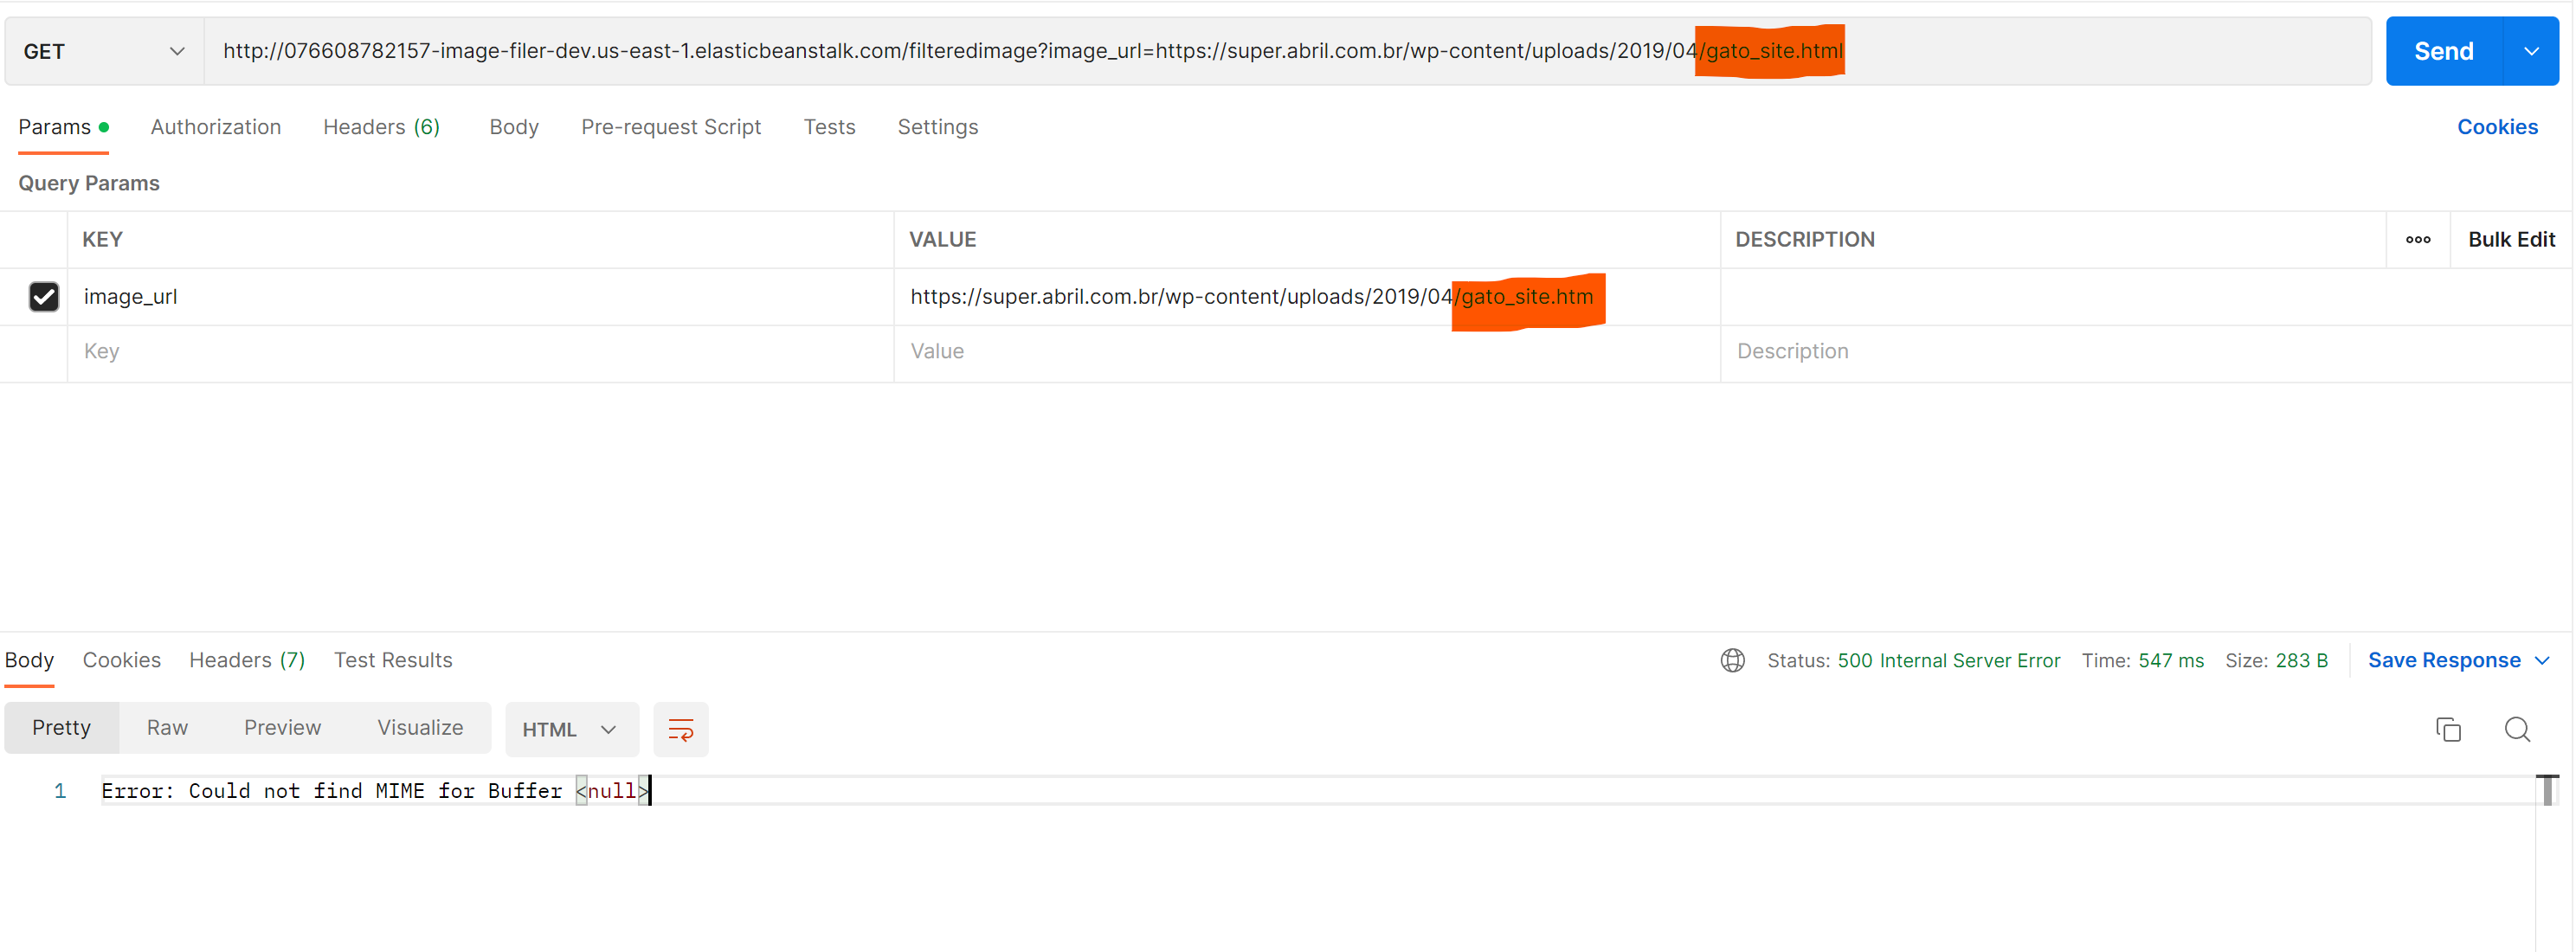 GET http://076608782157-image-filer-dev.us-east-1.elasticbeanstalk.com/filteredimage?image_url=https://super.abril.com.br/wp-content/uploads/2019/04/gato_site.html Send
Params Authorization Headers (6) Body Pre-request Script Tests Settings Cookies
Query Params
KEY VALUE DESCRIPTION ooo Bulk Edit
image_url https://super.abril.com.br/wp-content/uploads/2019/04/gato_site.htm
Key Value Description
Body Cookies Headers (7) Test Results Status: 500 Internal Server Error Time: 547 ms Size: 283 B Save Response
Pretty Raw Preview Visualize HTML
1 Error: Could not find MIME for Buffer <null>